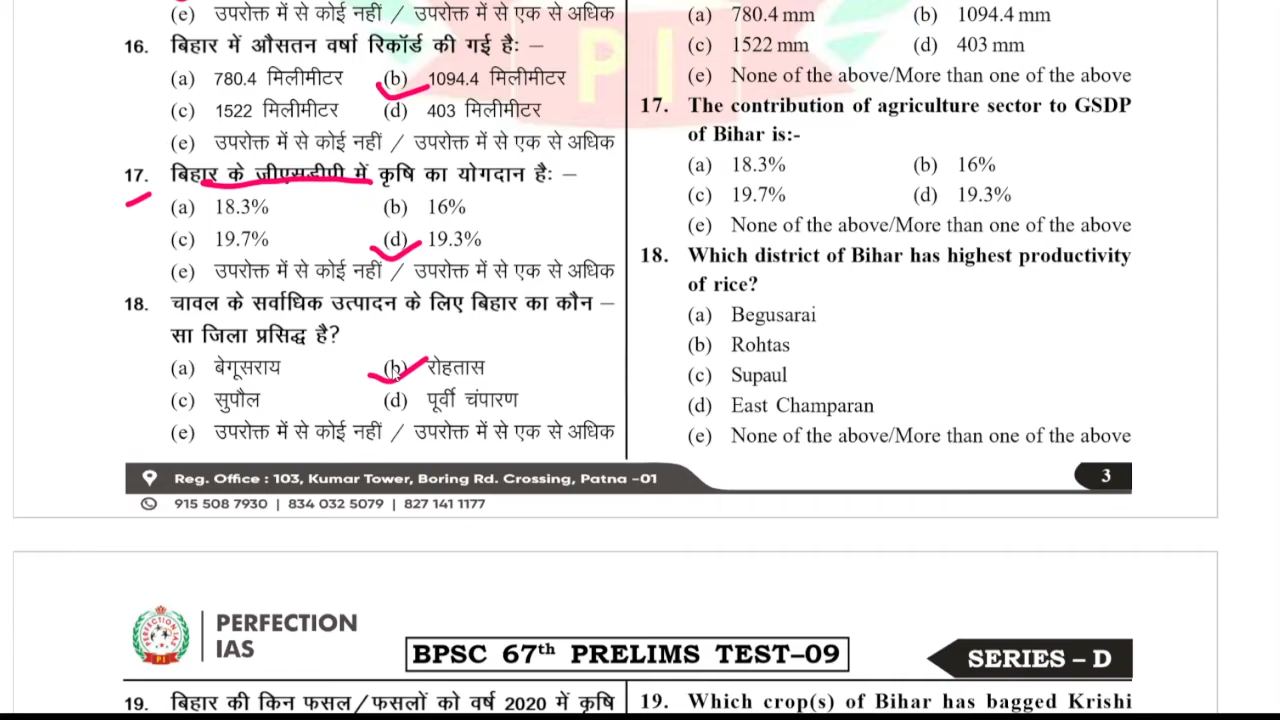 (e) उपरोक्त में से कोई नहीं / उपरोक्त में से एक से अधिक
16. बिहार में औसतन वर्षा रिकॉर्ड की गई हैः –
(a) 780.4 मिलीमीटर (b) 1094.4 मिलीमीटर
(c) 1522 मिलीमीटर (d) 403 मिलीमीटर
(e) उपरोक्त में से कोई नहीं / उपरोक्त में से एक से अधिक
17. बिहार के जीएसडीपी में कृषि का योगदान हैः –
(a) 18.3% (b) 16%
(c) 19.7% (d) 19.3%
(e) उपरोक्त में से कोई नहीं / उपरोक्त में से एक से अधिक
18. चावल के सर्वाधिक उत्पादन के लिए बिहार का कौन –
सा जिला प्रसिद्ध है?
(a) बेगूसराय (b) रोहतास
(c) सुपौल (d) पूर्वी चंपारण
(e) उपरोक्त में से कोई नहीं / उपरोक्त में से एक से अधिक
(a) 780.4 mm (b) 1094.4 mm
(c) 1522 mm (d) 403 mm
(e) None of the above/More than one of the above
17. The contribution of agriculture sector to GSDP
of Bihar is:-
(a) 18.3% (b) 16%
(c) 19.7% (d) 19.3%
(e) None of the above/More than one of the above
18. Which district of Bihar has highest productivity
of rice?
(a) Begusarai
(b) Rohtas
(c) Supaul
(d) East Champaran
(e) None of the above/More than one of the above
PI
Reg. Office : 103, Kumar Tower, Boring Rd. Crossing, Patna -01
3
915 508 7930 | 834 032 5079 | 827 141 1177
PERFECTION
IAS
PERFECTION
PI
BPSC 67th PRELIMS TEST–09
SERIES – D
19. बिहार की किन फसल/फसलों को वर्ष 2020 में कृषि
19. Which crop(s) of Bihar has bagged Krishi